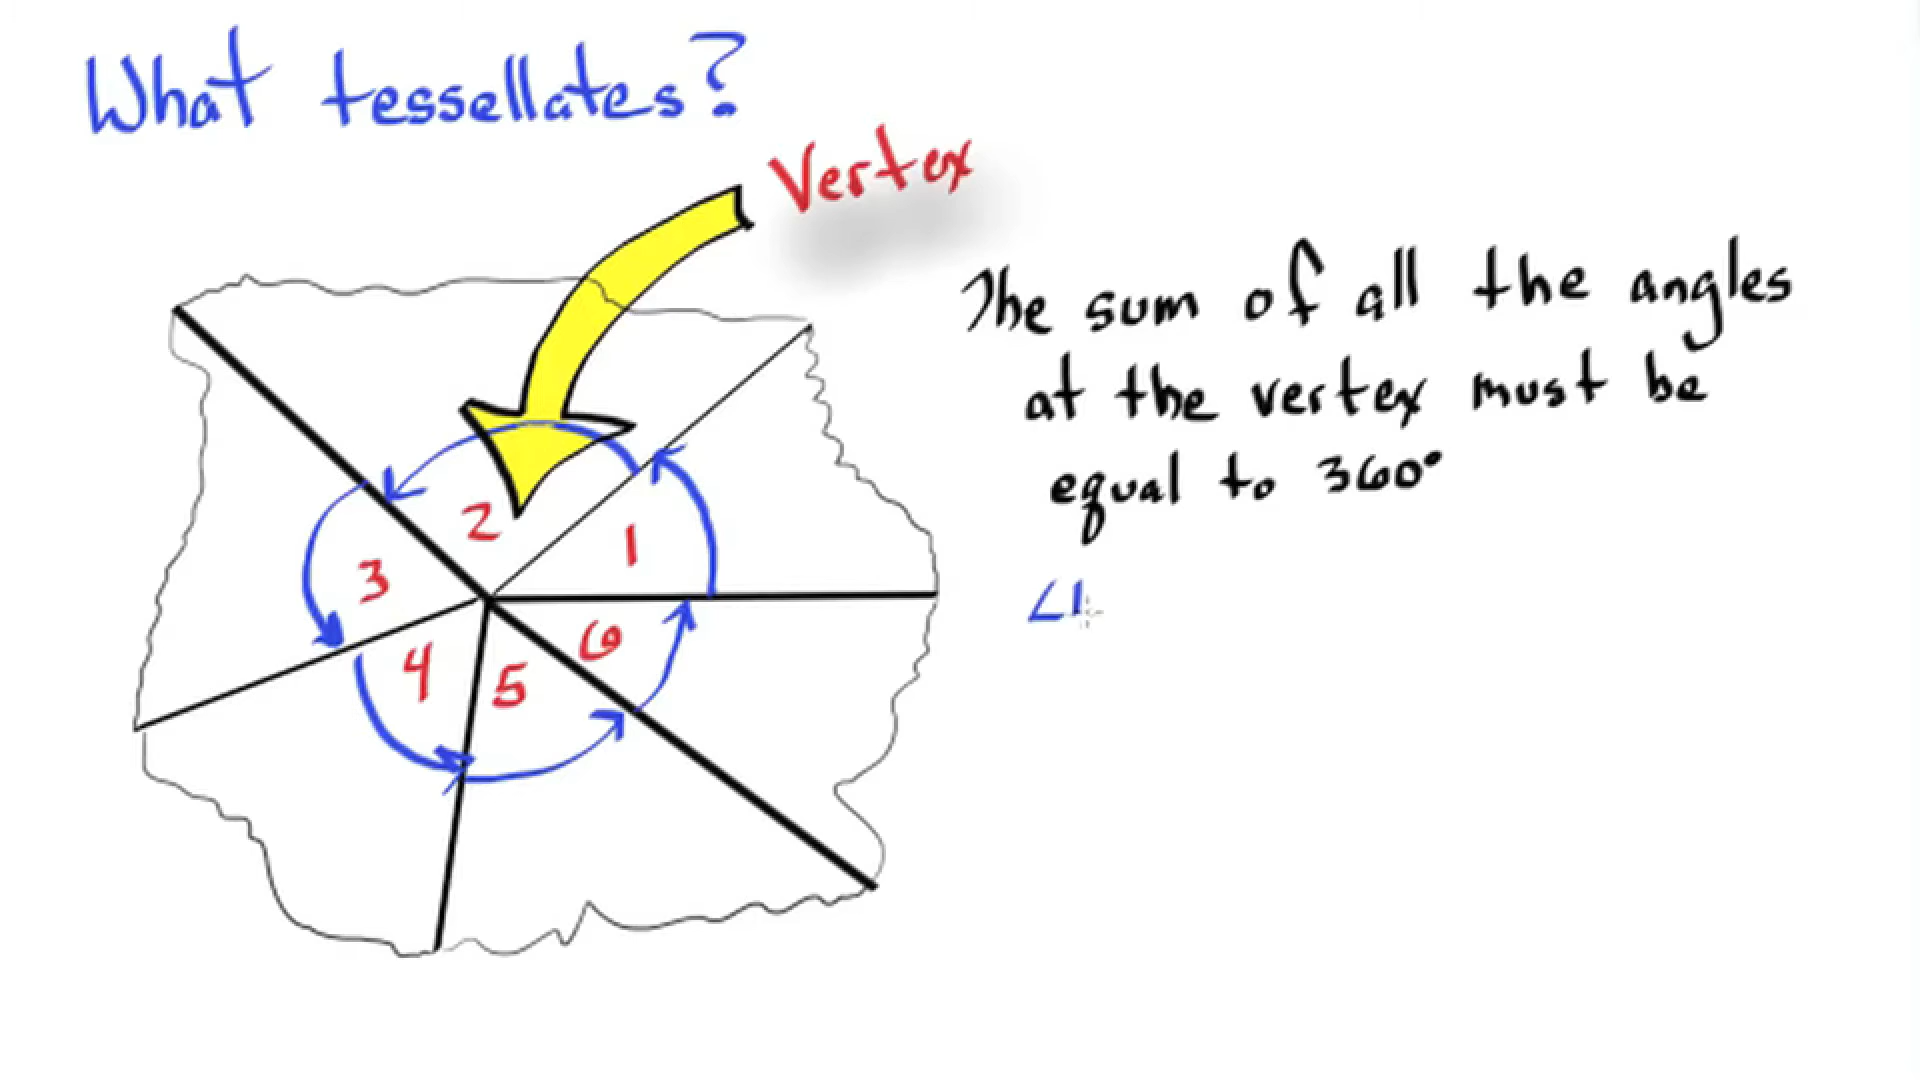 What tessellates?
Vertex
The sum of all the angles
at the vertex must be
equal to 360°
∠1
2
1
3
6
4
5